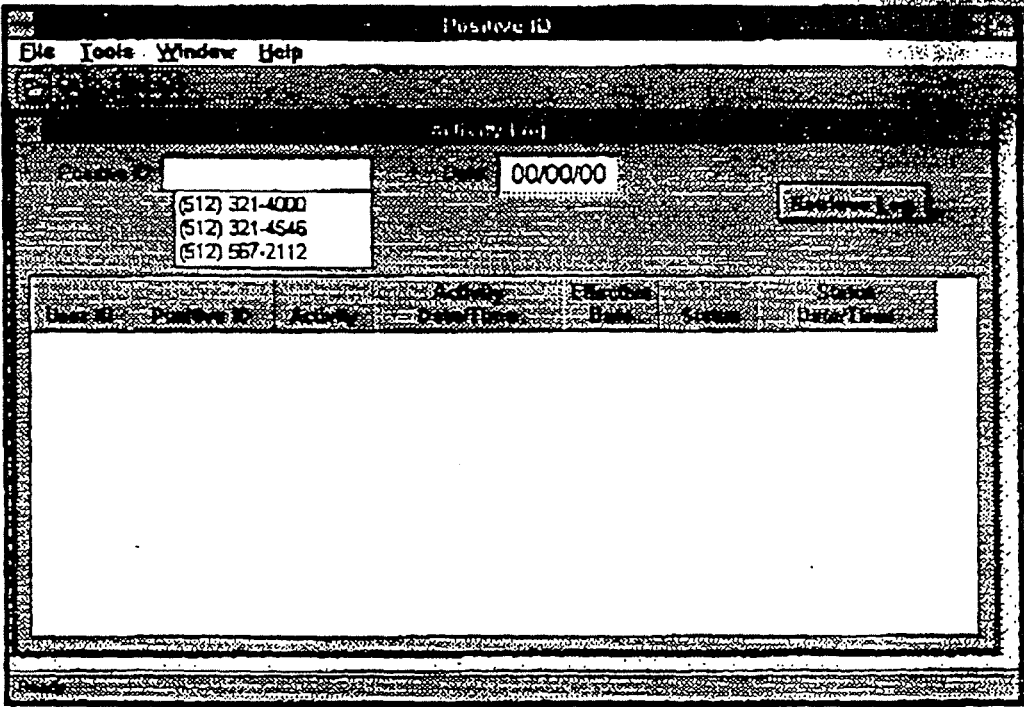 Positive ID
File Tools Window Help
Activity Log
Positive ID: Date: 00/00/00
Retrieve Log
(512) 321-4000
(512) 321-4546
(512) 567-2112
Activity Effective Status
User ID Positive ID Activity Date/Time Date Status Date/Time
Ready